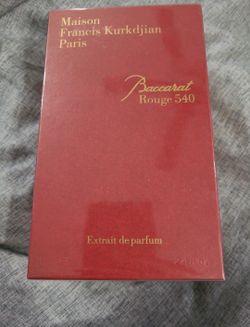 Maison
Francis Kurkdjian
Paris
Baccarat
Rouge 540
Extrait de parfum